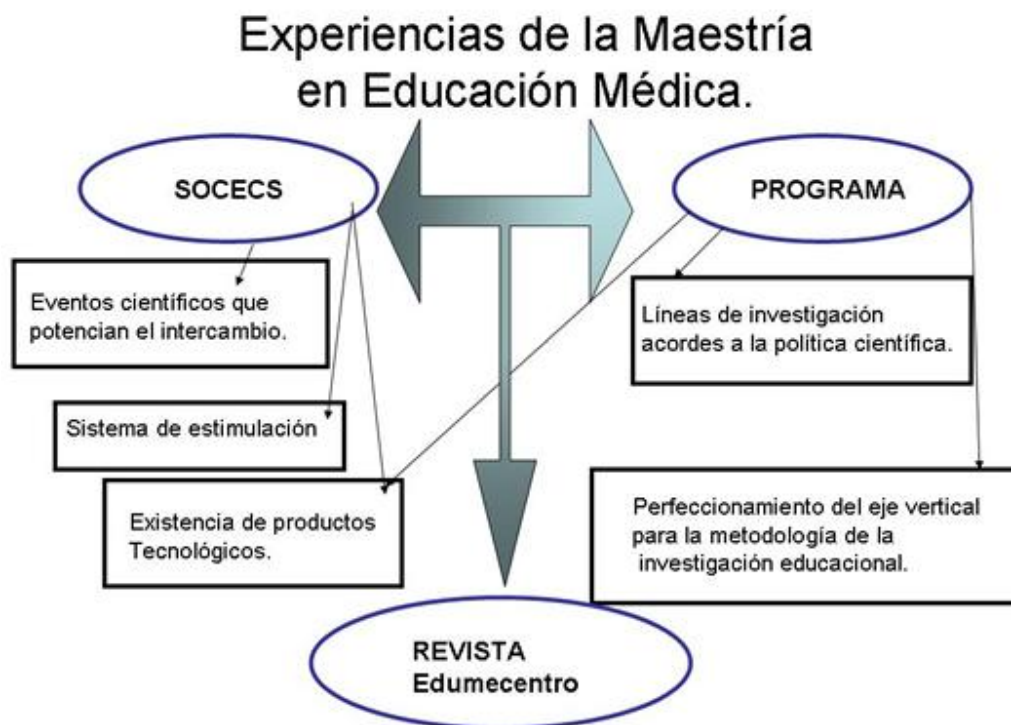 Experiencias de la Maestría
en Educación Médica.
SOCECS
PROGRAMA
Eventos científicos que
potencian el intercambio.
Líneas de investigación
acordes a la política científica.
Sistema de estimulación
Existencia de productos
Tecnológicos.
Perfeccionamiento del eje vertical
para la metodología de la
investigación educacional.
REVISTA
Edumecentro